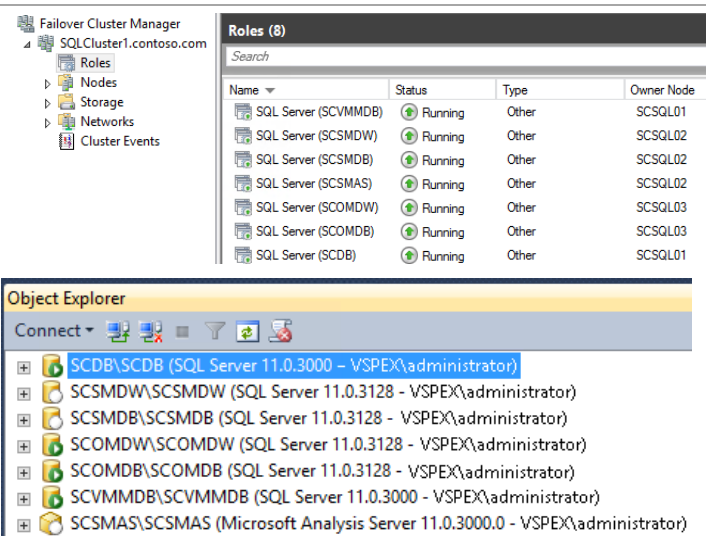 Failover Cluster Manager
SQLCluster1.contoso.com
Roles
Nodes
Storage
Networks
Cluster Events
Roles (8)
Search
Name Status Type Owner Node
SQL Server (SCVMMDB) Running Other SCSQL01
SQL Server (SCSMDW) Running Other SCSQL02
SQL Server (SCSMDB) Running Other SCSQL02
SQL Server (SCSMAS) Running Other SCSQL02
SQL Server (SCOMDW) Running Other SCSQL03
SQL Server (SCOMDB) Running Other SCSQL03
SQL Server (SCDB) Running Other SCSQL01
Object Explorer
Connect
SCDB\SCDB (SQL Server 11.0.3000 – VSPEX\administrator)
SCSMDW\SCSMDW (SQL Server 11.0.3128 - VSPEX\administrator)
SCSMDB\SCSMDB (SQL Server 11.0.3128 - VSPEX\administrator)
SCOMDW\SCOMDW (SQL Server 11.0.3128 - VSPEX\administrator)
SCOMDB\SCOMDB (SQL Server 11.0.3128 - VSPEX\administrator)
SCVMMDB\SCVMMDB (SQL Server 11.0.3000 - VSPEX\administrator)
SCSMAS\SCSMAS (Microsoft Analysis Server 11.0.3000.0 - VSPEX\administrator)